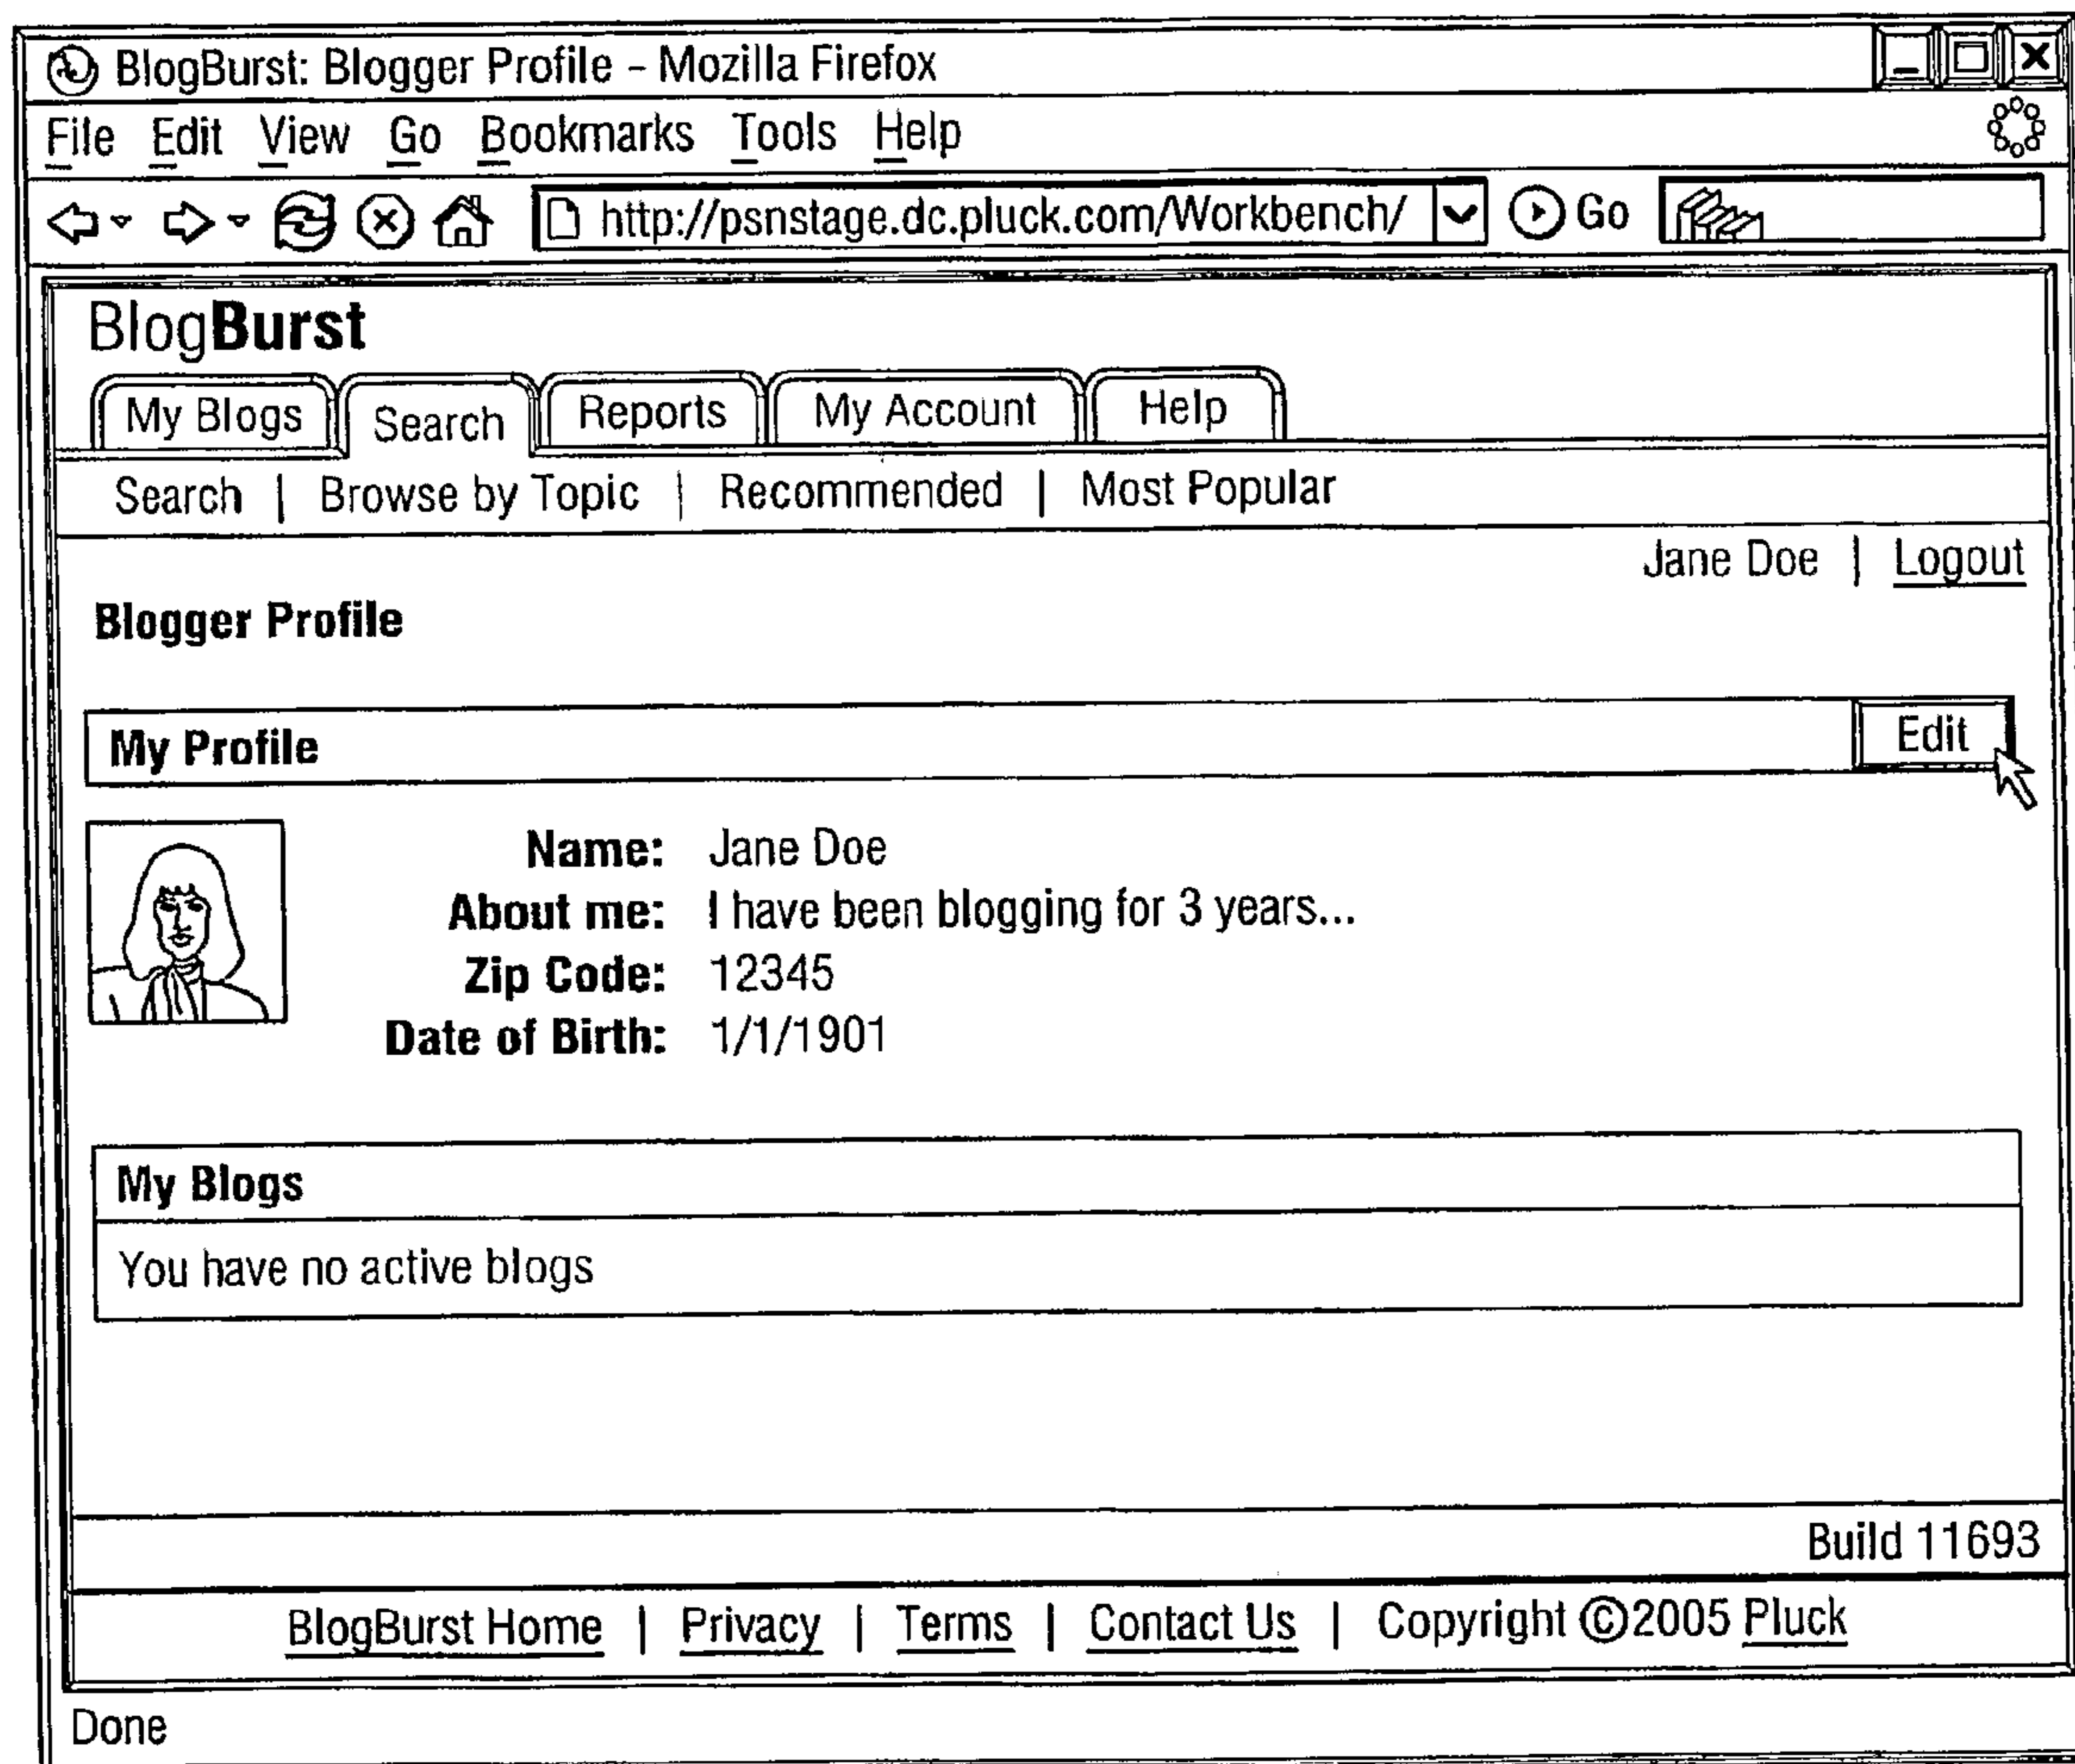 BlogBurst: Blogger Profile - Mozilla Firefox
File Edit View Go Bookmarks Tools Help
http://psnstage.dc.pluck.com/Workbench/ Go
BlogBurst
My Blogs Search Reports My Account Help
Search | Browse by Topic | Recommended | Most Popular
Jane Doe | Logout
Blogger Profile
My Profile Edit
Name: Jane Doe
About me: I have been blogging for 3 years...
Zip Code: 12345
Date of Birth: 1/1/1901
My Blogs
You have no active blogs
Build 11693
BlogBurst Home | Privacy | Terms | Contact Us | Copyright ©2005 Pluck
Done